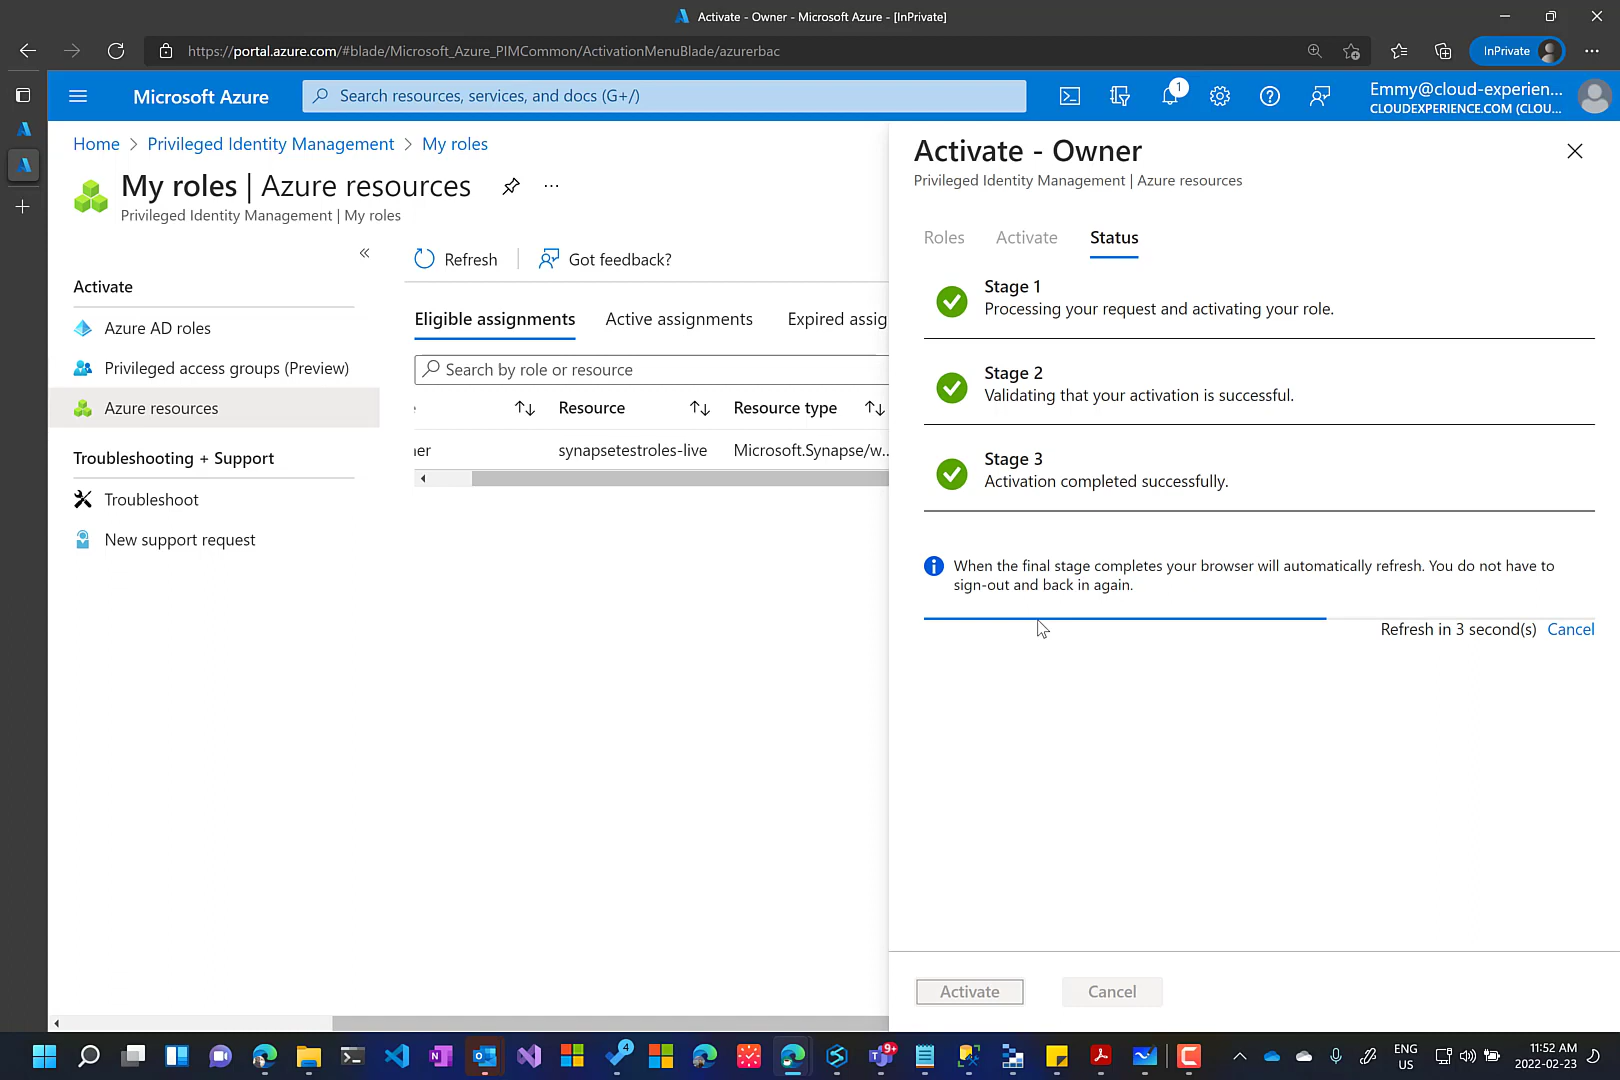 Activate - Owner - Microsoft Azure - [InPrivate]
https://portal.azure.com/#blade/Microsoft_Azure_PIMCommon/ActivationMenuBlade/azurerbac
InPrivate
Microsoft Azure
Search resources, services, and docs (G+/)
1
Emmy@cloud-experien...
CLOUDEXPERIENCE.COM (CLOU...
Home > Privileged Identity Management > My roles
My roles | Azure resources
Privileged Identity Management | My roles
Activate
Azure AD roles
Privileged access groups (Preview)
Azure resources
Troubleshooting + Support
Troubleshoot
New support request
Refresh
Got feedback?
Eligible assignments
Active assignments
Expired assig
Search by role or resource
Resource
Resource type
ner
synapsetestroles-live
Microsoft.Synapse/w...
Activate - Owner
Privileged Identity Management | Azure resources
Roles
Activate
Status
Stage 1
Processing your request and activating your role.
Stage 2
Validating that your activation is successful.
Stage 3
Activation completed successfully.
When the final stage completes your browser will automatically refresh. You do not have to
sign-out and back in again.
Refresh in 3 second(s) Cancel
Activate
Cancel
4
9+
ENG
US
11:52 AM
2022-02-23